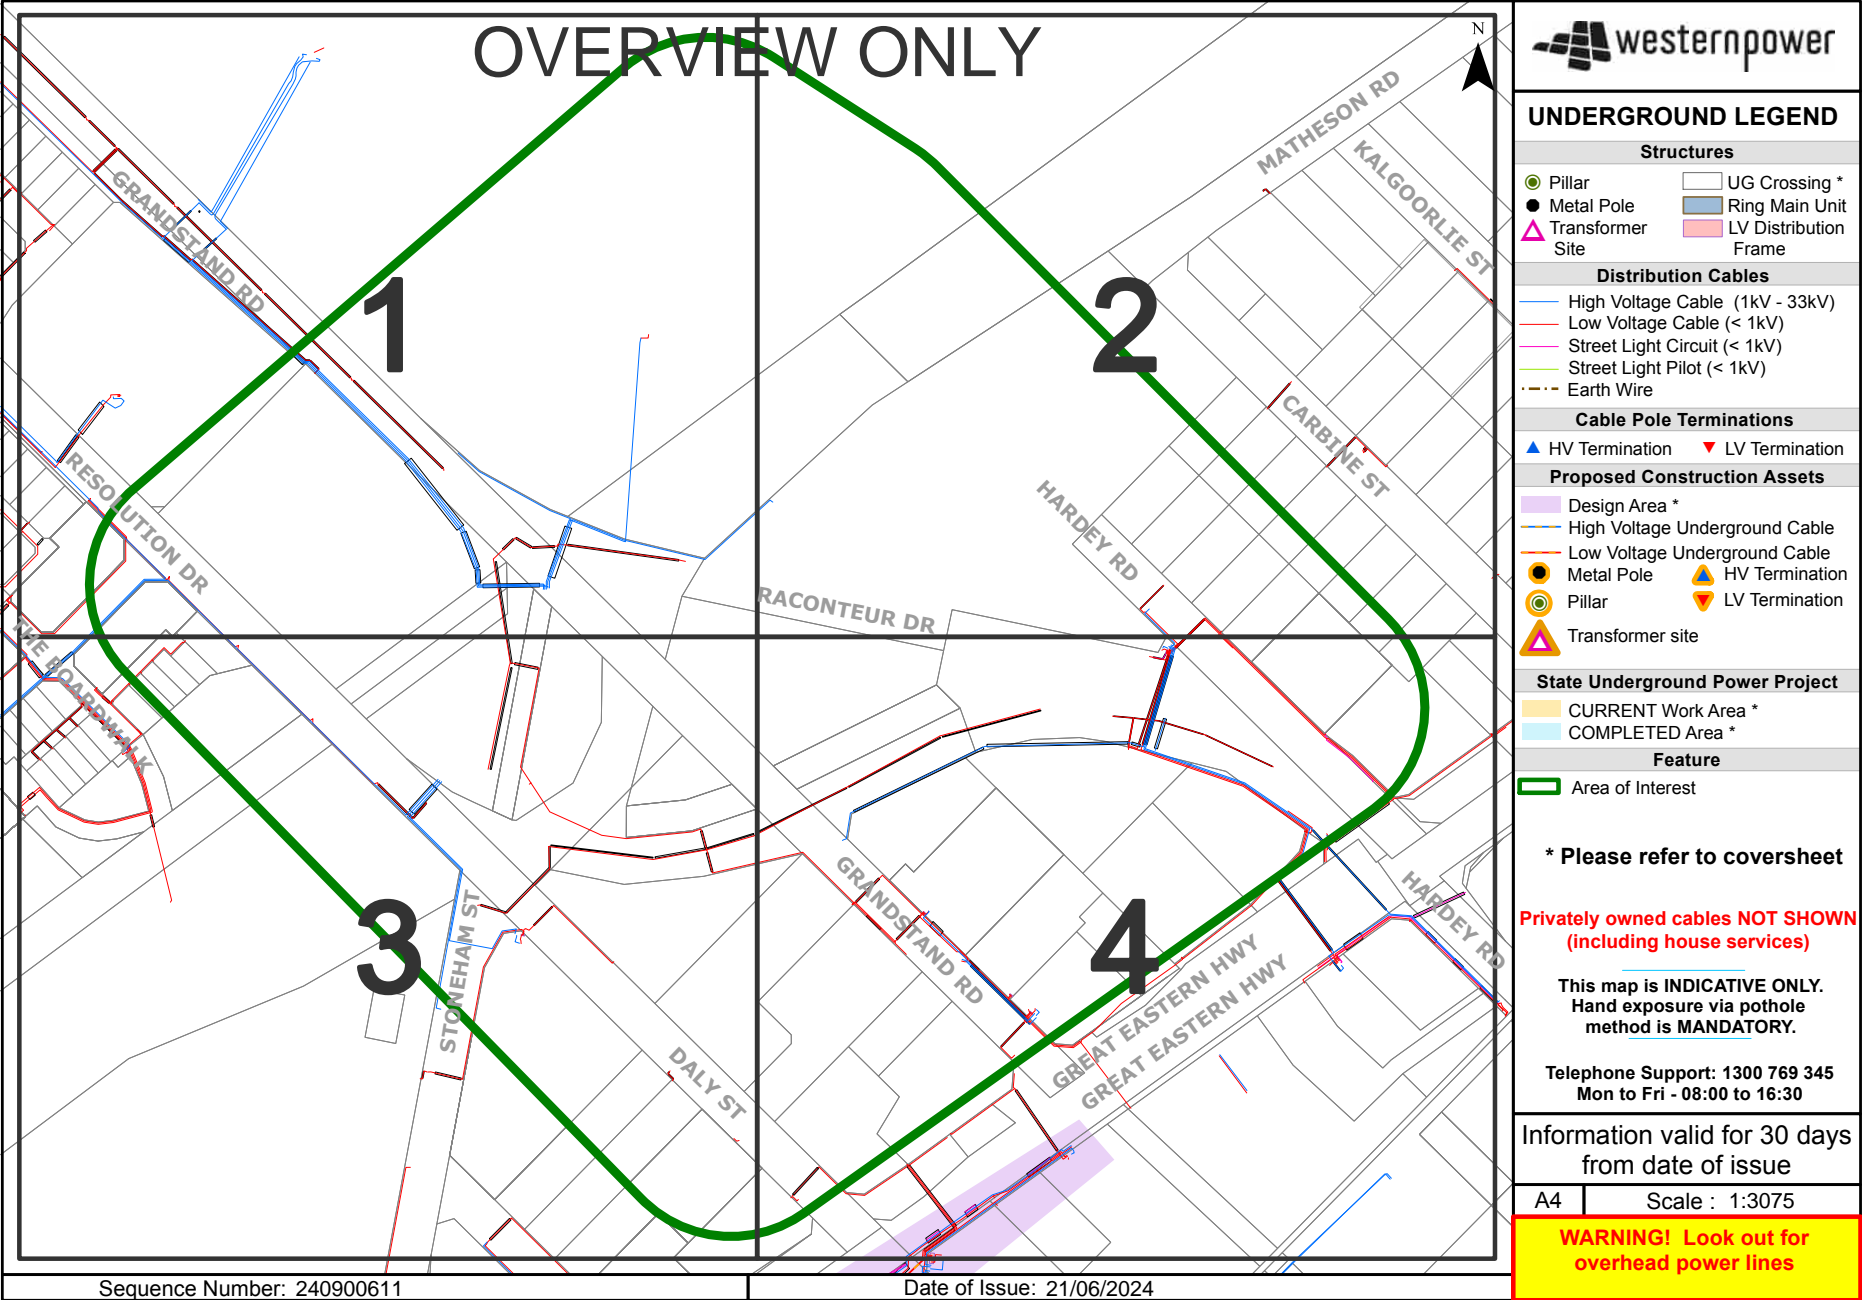 OVERVIEW ONLY
N
MATHESON RD
KALGOORLIE ST
GRANDSTAND RD
1
2
CARBINE ST
RESOLUTION DR
HARDEY RD
RACONTEUR DR
THE BOARDWALK
GRANDSTAND RD
3
4
STONEHAM ST
HARDEY RD
GREAT EASTERN HWY
GREAT EASTERN HWY
DALY ST
westernpower
UNDERGROUND LEGEND
Structures
Pillar
UG Crossing *
Metal Pole
Ring Main Unit
Transformer
Site
LV Distribution
Frame
Distribution Cables
High Voltage Cable (1kV - 33kV)
Low Voltage Cable (< 1kV)
Street Light Circuit (< 1kV)
Street Light Pilot (< 1kV)
Earth Wire
Cable Pole Terminations
HV Termination
LV Termination
Proposed Construction Assets
Design Area *
High Voltage Underground Cable
Low Voltage Underground Cable
Metal Pole
HV Termination
Pillar
LV Termination
Transformer site
State Underground Power Project
CURRENT Work Area *
COMPLETED Area *
Feature
Area of Interest
* Please refer to coversheet
Privately owned cables NOT SHOWN
(including house services)
This map is INDICATIVE ONLY.
Hand exposure via pothole
method is MANDATORY.
Telephone Support: 1300 769 345
Mon to Fri - 08:00 to 16:30
Information valid for 30 days
from date of issue
A4
Scale : 1:3075
WARNING! Look out for
overhead power lines
Sequence Number: 240900611
Date of Issue: 21/06/2024